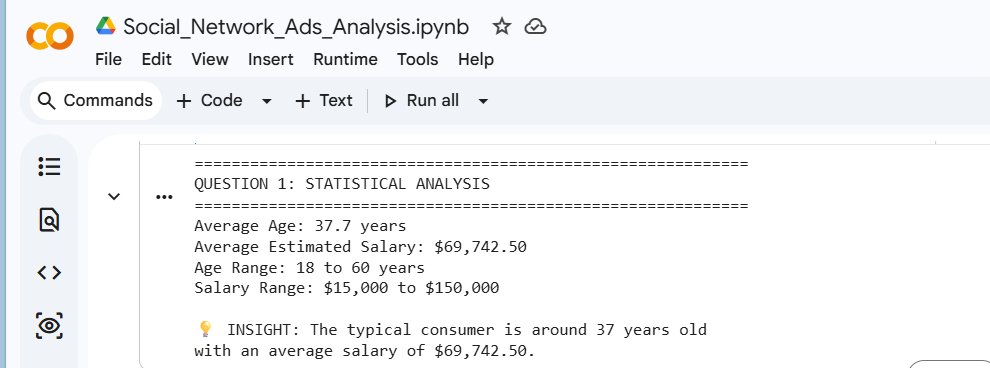 Social_Network_Ads_Analysis.ipynb
File Edit View Insert Runtime Tools Help
Commands + Code + Text Run all
============================================================
QUESTION 1: STATISTICAL ANALYSIS
============================================================
Average Age: 37.7 years
Average Estimated Salary: $69,742.50
Age Range: 18 to 60 years
Salary Range: $15,000 to $150,000
💡 INSIGHT: The typical consumer is around 37 years old
with an average salary of $69,742.50.